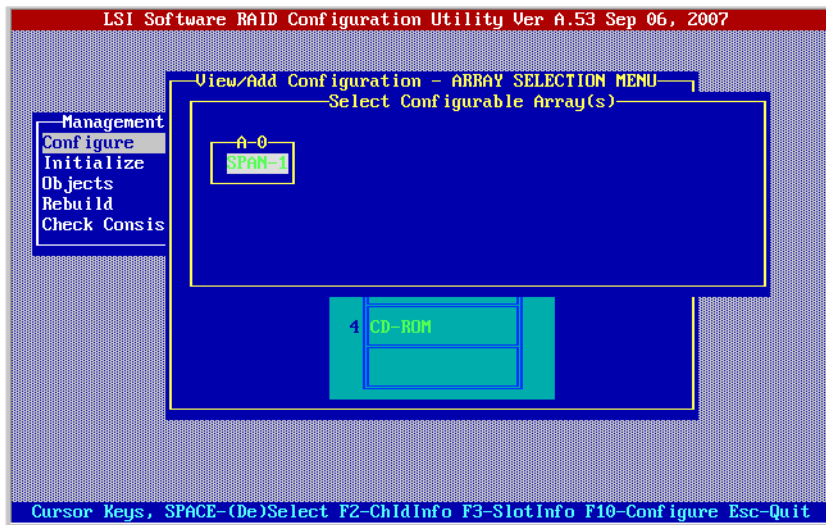 LSI Software RAID Configuration Utility Ver A.53 Sep 06, 2007
View/Add Configuration - ARRAY SELECTION MENU
Select Configurable Array(s)
Management
Configure
Initialize
Objects
Rebuild
Check Consis
A-0
SPAN-1
4 CD-ROM
Cursor Keys, SPACE-(De)Select F2-ChIdInfo F3-SlotInfo F10-Configure Esc-Quit